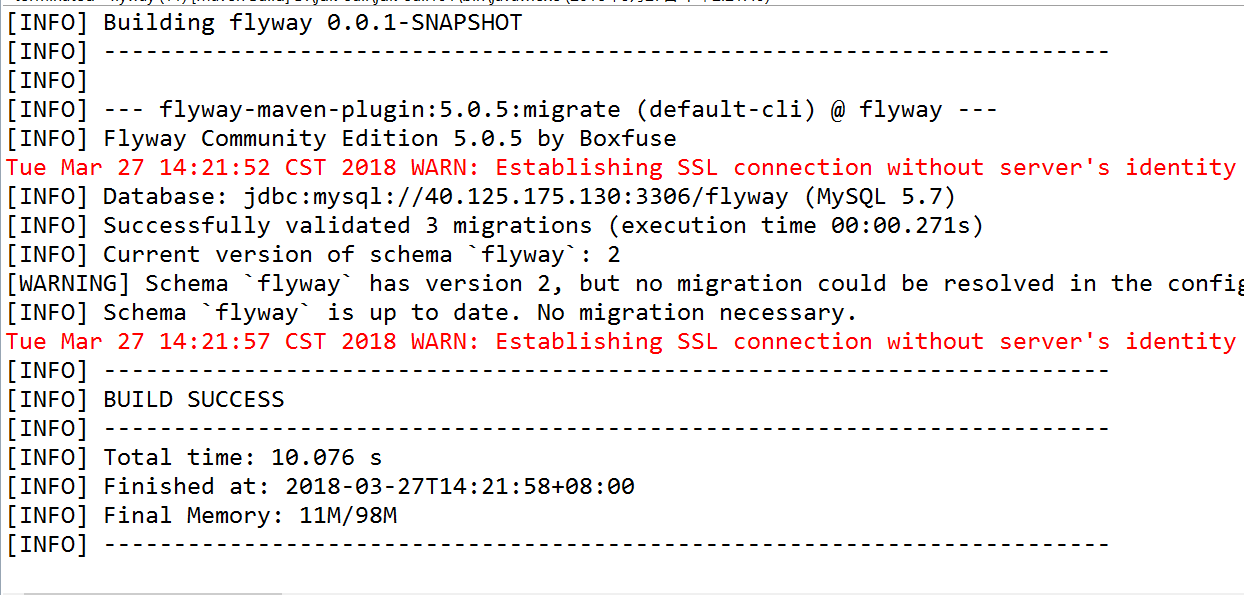 [INFO] Building flyway 0.0.1-SNAPSHOT
[INFO] ------------------------------------------------------------------------
[INFO]
[INFO] --- flyway-maven-plugin:5.0.5:migrate (default-cli) @ flyway ---
[INFO] Flyway Community Edition 5.0.5 by Boxfuse
Tue Mar 27 14:21:52 CST 2018 WARN: Establishing SSL connection without server's identity
[INFO] Database: jdbc:mysql://40.125.175.130:3306/flyway (MySQL 5.7)
[INFO] Successfully validated 3 migrations (execution time 00:00.271s)
[INFO] Current version of schema `flyway`: 2
[WARNING] Schema `flyway` has version 2, but no migration could be resolved in the config
[INFO] Schema `flyway` is up to date. No migration necessary.
Tue Mar 27 14:21:57 CST 2018 WARN: Establishing SSL connection without server's identity
[INFO] ------------------------------------------------------------------------
[INFO] BUILD SUCCESS
[INFO] ------------------------------------------------------------------------
[INFO] Total time: 10.076 s
[INFO] Finished at: 2018-03-27T14:21:58+08:00
[INFO] Final Memory: 11M/98M
[INFO] ------------------------------------------------------------------------